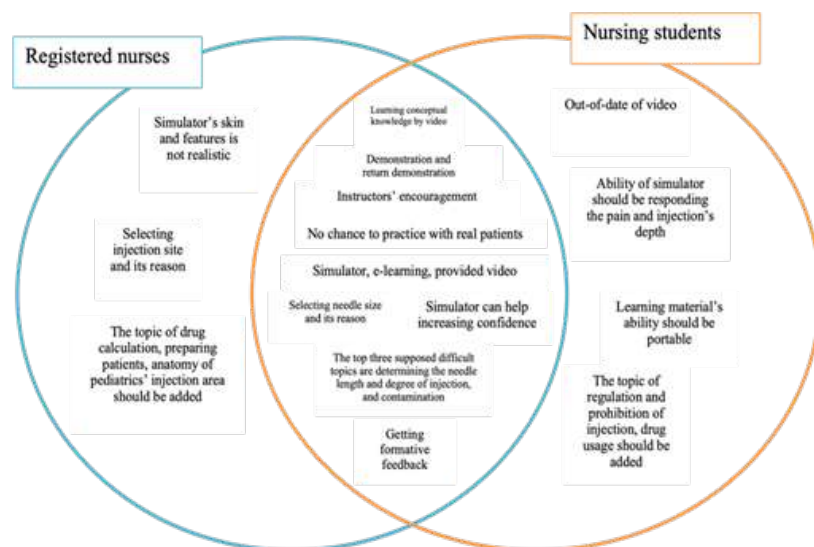 Registered nurses
Nursing students
Simulator's skin
and features is
not realistic
Selecting
injection site
and its reason
The topic of drug
calculation, preparing
patients, anatomy of
pediatrics' injection area
should be added
Learning conceptual
knowledge by video
Demonstration and
return demonstration
Instructors' encouragement
No chance to practice with real patients
Simulator, e-learning, provided video
Selecting needle size
and its reason
Simulator can help
increasing confidence
The top three supposed difficult
topics are determining the needle
length and degree of injection,
and contamination
Getting
formative
feedback
Out-of-date of video
Ability of simulator
should be responding
the pain and injection's
depth
Learning material's
ability should be
portable
The topic of
regulation and
prohibition of
injection, drug
usage should be
added